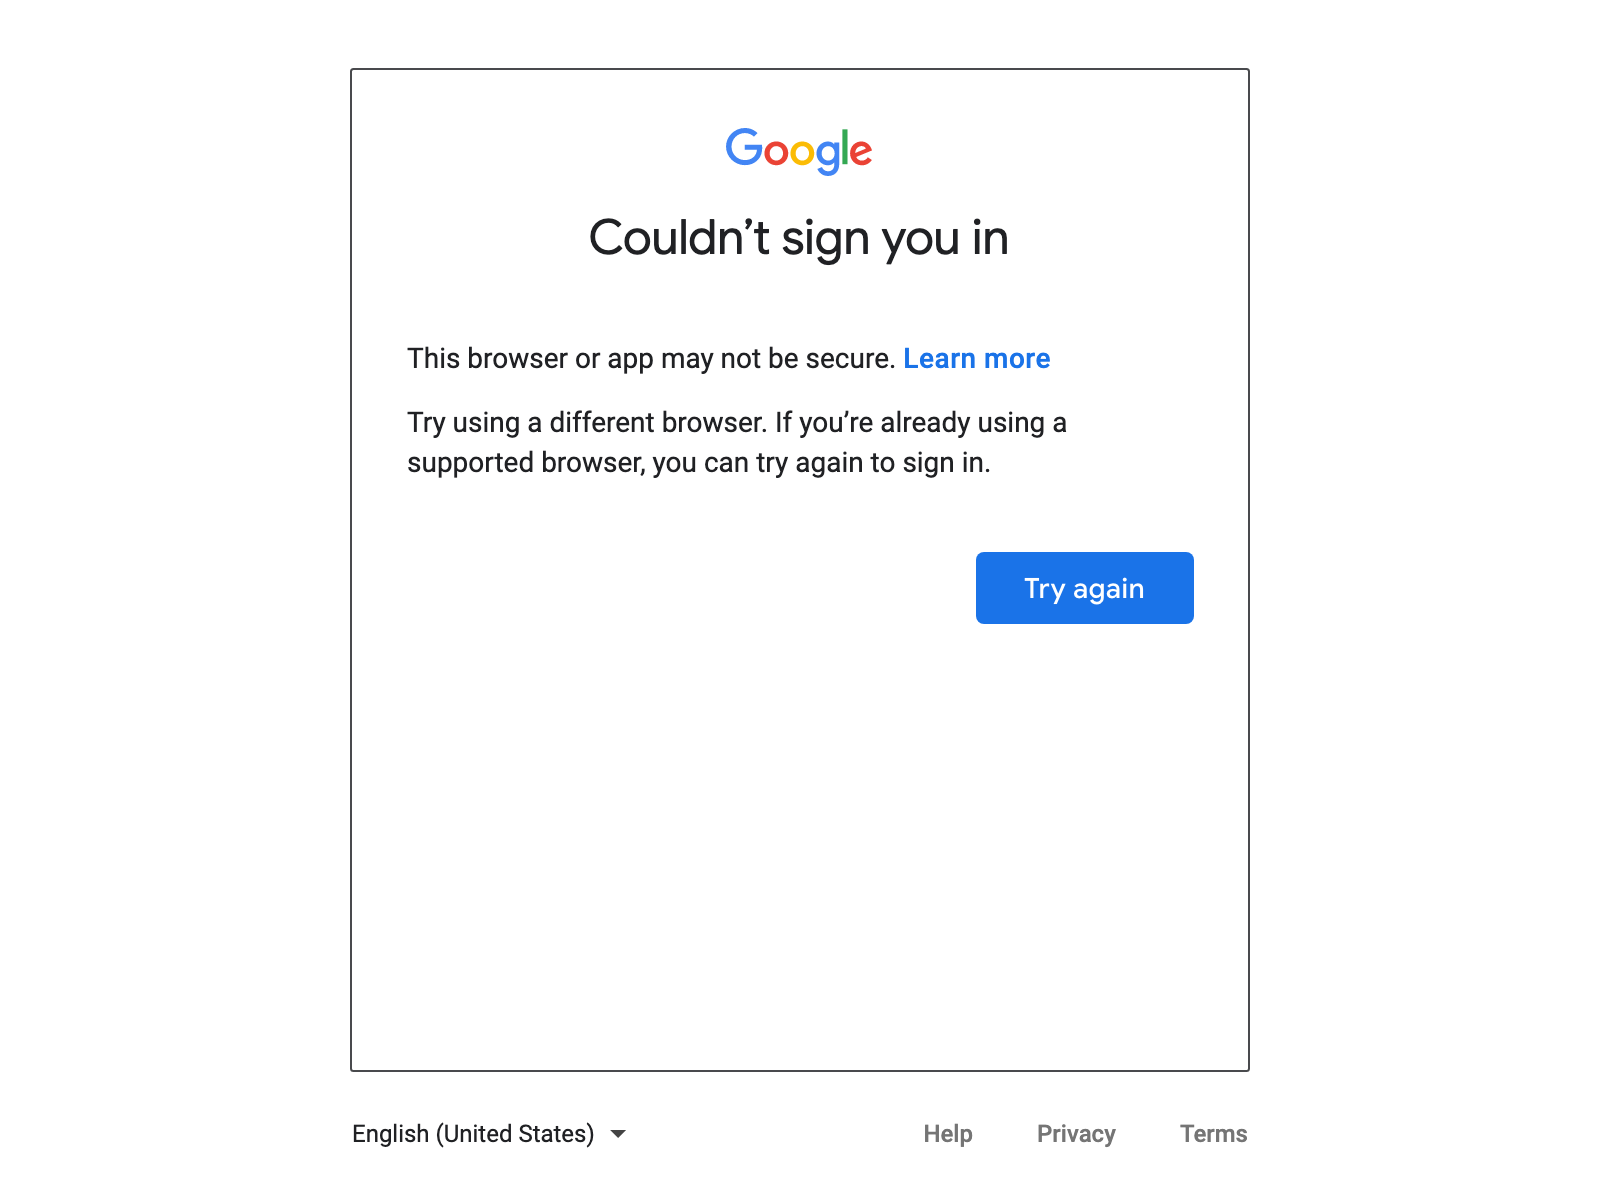 Google
Couldn’t sign you in
This browser or app may not be secure. Learn more
Try using a different browser. If you’re already using a
supported browser, you can try again to sign in.
Try again
English (United States)
Help Privacy Terms